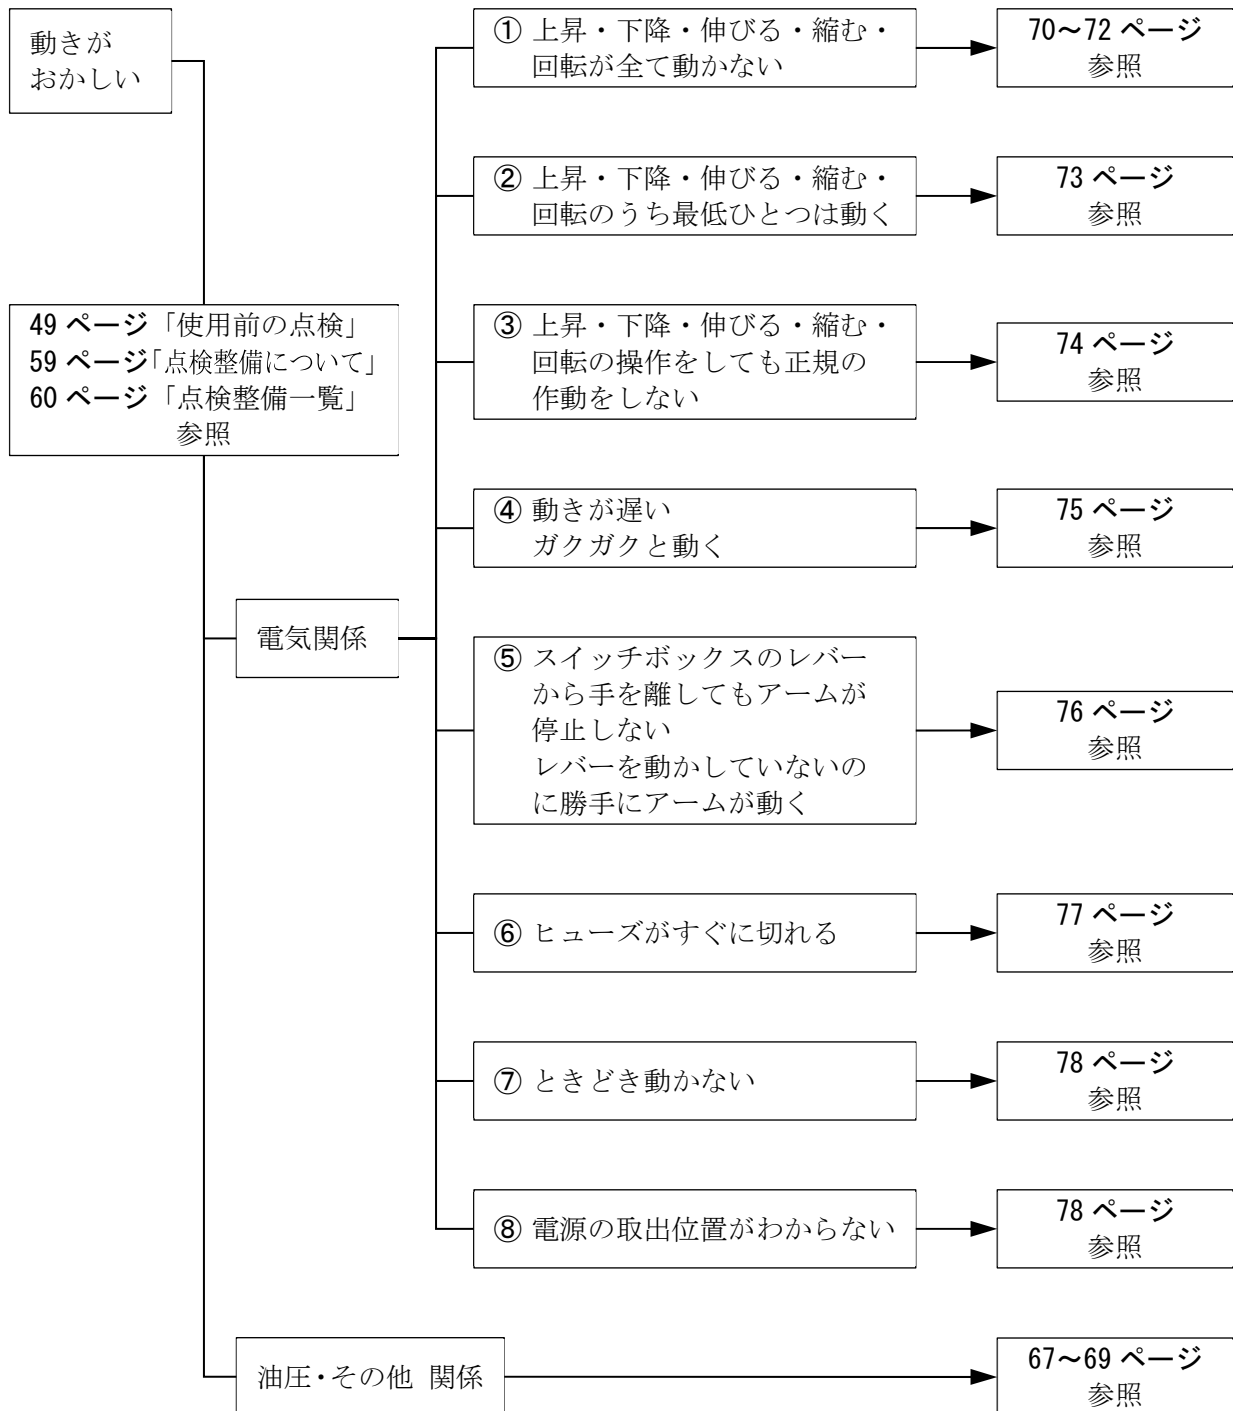 動きが
おかしい
49 ページ「使用前の点検」
59 ページ「点検整備について」
60 ページ「点検整備一覧」
参照
電気関係
① 上昇・下降・伸びる・縮む・
回転が全て動かない
70～72 ページ
参照
② 上昇・下降・伸びる・縮む・
回転のうち最低ひとつは動く
73 ページ
参照
③ 上昇・下降・伸びる・縮む・
回転の操作をしても正規の
作動をしない
74 ページ
参照
④ 動きが遅い
ガクガクと動く
75 ページ
参照
⑤ スイッチボックスのレバー
から手を離してもアームが
停止しない
レバーを動かしていないの
に勝手にアームが動く
76 ページ
参照
⑥ ヒューズがすぐに切れる
77 ページ
参照
⑦ ときどき動かない
78 ページ
参照
⑧ 電源の取出位置がわからない
78 ページ
参照
油圧・その他 関係
67～69 ページ
参照